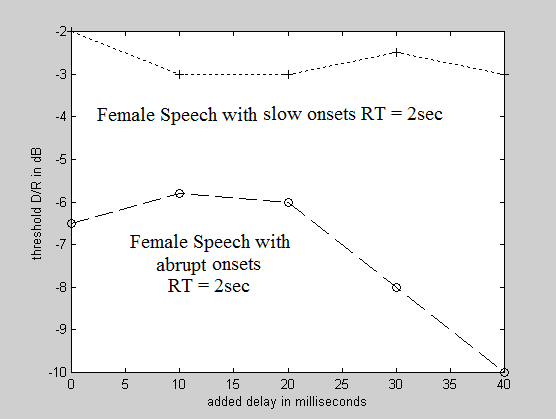 -2
-3
Female Speech with slow onsets RT = 2sec
-4
-5
threshold D/R in dB
-6
Female Speech with
abrupt onsets
RT = 2sec
-7
-8
-9
-10
0 5 10 15 20 25 30 35 40
added delay in milliseconds